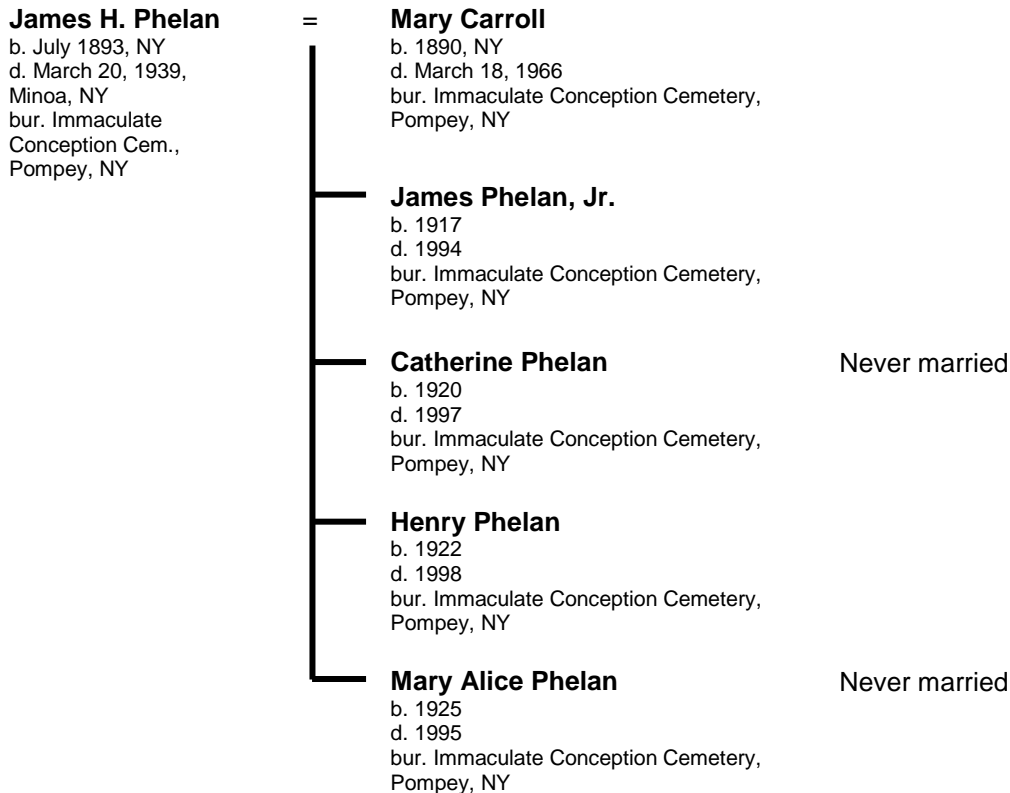 James H. Phelan
b. July 1893, NY
d. March 20, 1939,
Minoa, NY
bur. Immaculate
Conception Cem.,
Pompey, NY
=
Mary Carroll
b. 1890, NY
d. March 18, 1966
bur. Immaculate Conception Cemetery,
Pompey, NY
James Phelan, Jr.
b. 1917
d. 1994
bur. Immaculate Conception Cemetery,
Pompey, NY
Catherine Phelan
Never married
b. 1920
d. 1997
bur. Immaculate Conception Cemetery,
Pompey, NY
Henry Phelan
b. 1922
d. 1998
bur. Immaculate Conception Cemetery,
Pompey, NY
Mary Alice Phelan
Never married
b. 1925
d. 1995
bur. Immaculate Conception Cemetery,
Pompey, NY